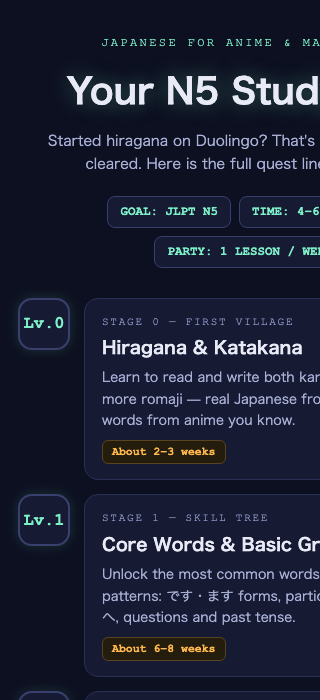 JAPANESE FOR ANIME & MA
Your N5 Stud
Started hiragana on Duolingo? That's
cleared. Here is the full quest line
GOAL: JLPT N5
TIME: 4–6
PARTY: 1 LESSON / WEE
Lv.0
STAGE 0 — FIRST VILLAGE
Hiragana & Katakana
Learn to read and write both kan
more romaji — real Japanese fro
words from anime you know.
About 2–3 weeks
Lv.1
STAGE 1 — SKILL TREE
Core Words & Basic Gr
Unlock the most common words
patterns: です・ます forms, partic
へ, questions and past tense.
About 6–8 weeks